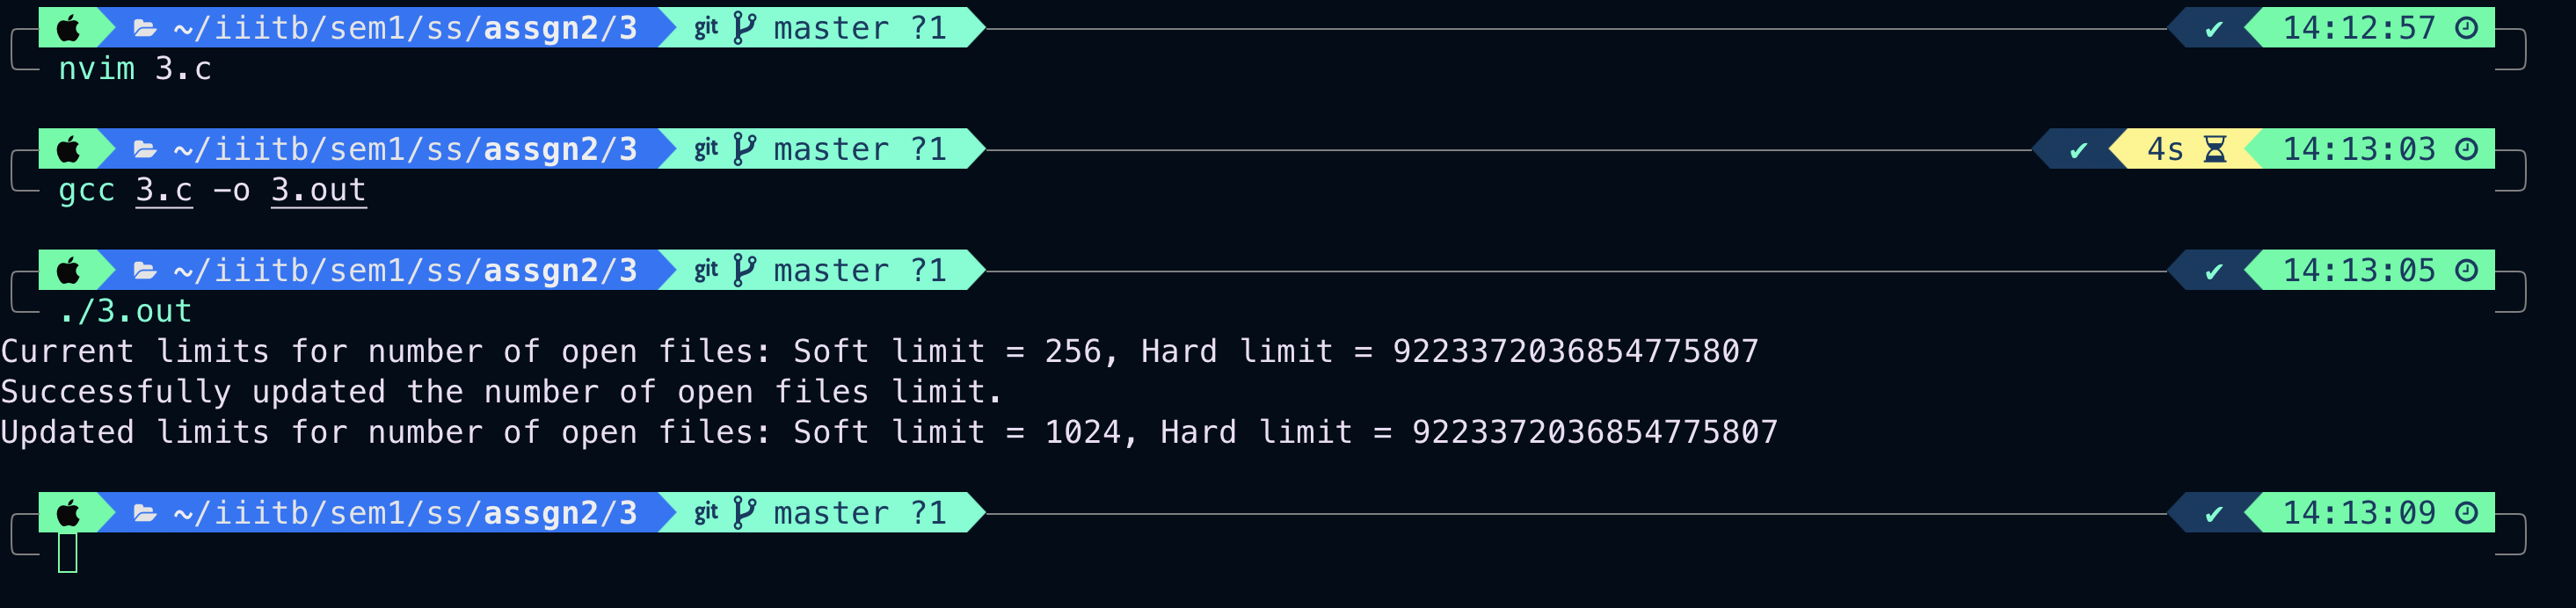 ~/iiitb/sem1/ss/assgn2/3 git master ?1 ✔ 14:12:57
nvim 3.c
~/iiitb/sem1/ss/assgn2/3 git master ?1 ✔ 4s 14:13:03
gcc 3.c -o 3.out
~/iiitb/sem1/ss/assgn2/3 git master ?1 ✔ 14:13:05
./3.out
Current limits for number of open files: Soft limit = 256, Hard limit = 9223372036854775807
Successfully updated the number of open files limit.
Updated limits for number of open files: Soft limit = 1024, Hard limit = 9223372036854775807
~/iiitb/sem1/ss/assgn2/3 git master ?1 ✔ 14:13:09